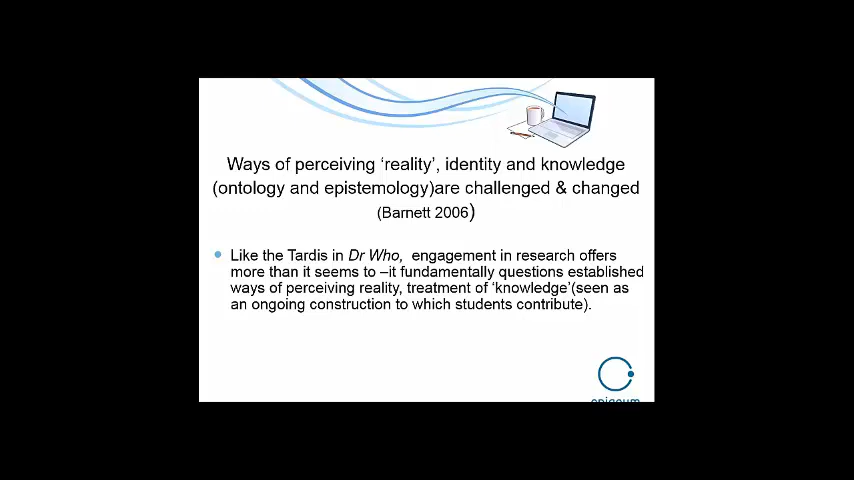 Ways of perceiving ‘reality’, identity and knowledge
(ontology and epistemology)are challenged & changed
(Barnett 2006)
Like the Tardis in Dr Who, engagement in research offers
more than it seems to –it fundamentally questions established
ways of perceiving reality, treatment of ‘knowledge’(seen as
an ongoing construction to which students contribute).